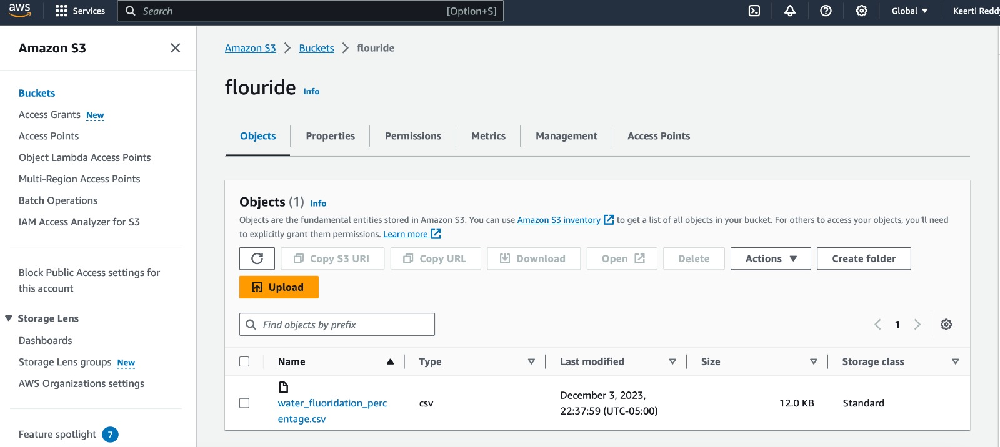 aws
Services
Search
[Option+S]
Global
Keerti Reddy
Amazon S3
Buckets
Access Grants New
Access Points
Object Lambda Access Points
Multi-Region Access Points
Batch Operations
IAM Access Analyzer for S3
Block Public Access settings for
this account
Storage Lens
Dashboards
Storage Lens groups New
AWS Organizations settings
Feature spotlight 7
Amazon S3 > Buckets > flouride
flouride Info
Objects
Properties
Permissions
Metrics
Management
Access Points
Objects (1) Info
Objects are the fundamental entities stored in Amazon S3. You can use Amazon S3 inventory to get a list of all objects in your bucket. For others to access your objects, you'll need
to explicitly grant them permissions. Learn more
Copy S3 URI
Copy URL
Download
Open
Delete
Actions
Create folder
Upload
Find objects by prefix
1
Name
Type
Last modified
Size
Storage class
water_fluoridation_perc
entage.csv
csv
December 3, 2023,
22:37:59 (UTC-05:00)
12.0 KB
Standard